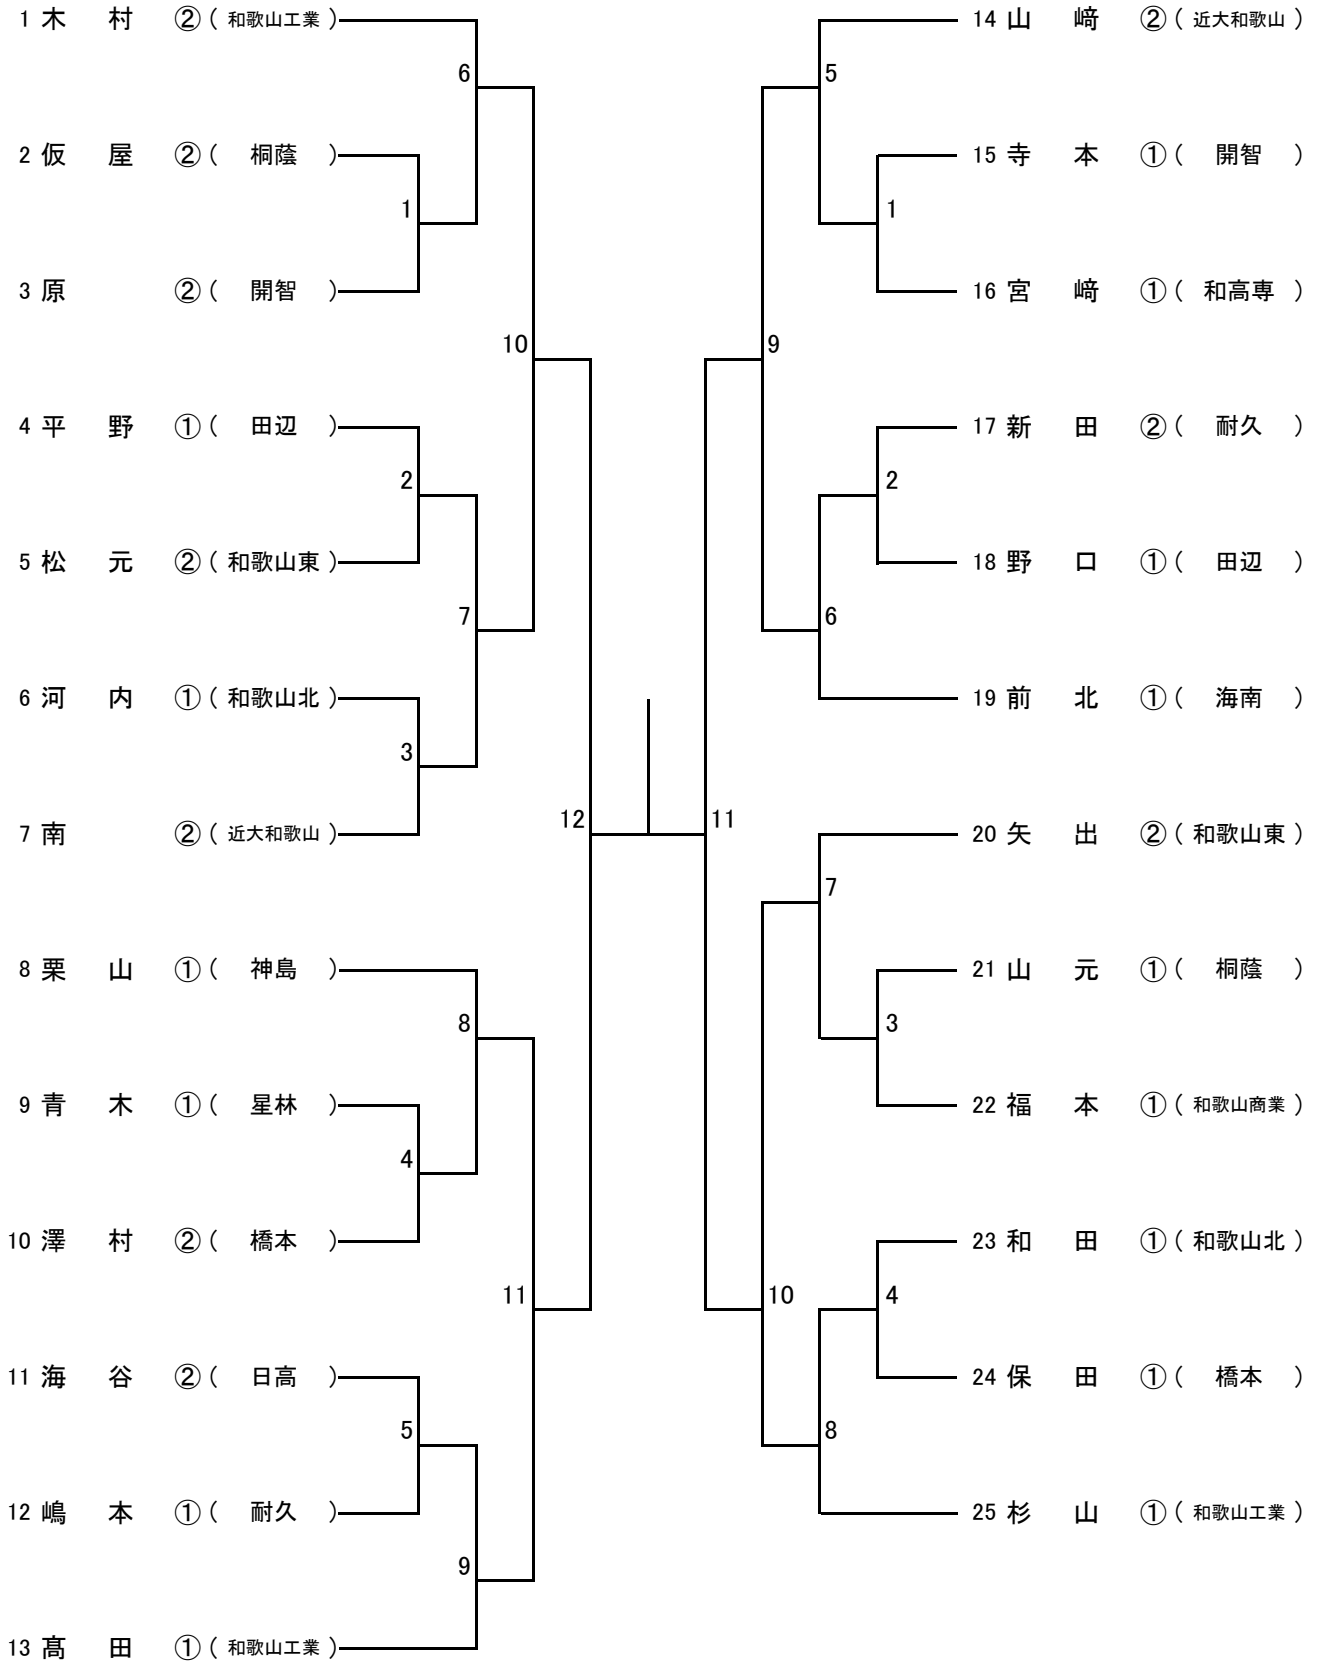 1 木 村 ② ( 和歌山工業 )
6
2 仮 屋 ② ( 桐蔭 )
1
3 原 ② ( 開智 )
10
4 平 野 ① ( 田辺 )
2
5 松 元 ② ( 和歌山東 )
7
6 河 内 ① ( 和歌山北 )
3
7 南 ② ( 近大和歌山 )
12
8 栗 山 ① ( 神島 )
8
9 青 木 ① ( 星林 )
4
10 澤 村 ② ( 橋本 )
11
11 海 谷 ② ( 日高 )
5
12 嶋 本 ① ( 耐久 )
9
13 髙 田 ① ( 和歌山工業 )
14 山 﨑 ② ( 近大和歌山 )
5
15 寺 本 ① ( 開智 )
1
16 宮 﨑 ① ( 和高専 )
9
17 新 田 ② ( 耐久 )
2
18 野 口 ① ( 田辺 )
6
19 前 北 ① ( 海南 )
11
20 矢 出 ② ( 和歌山東 )
7
21 山 元 ① ( 桐蔭 )
3
22 福 本 ① ( 和歌山商業 )
23 和 田 ① ( 和歌山北 )
10
4
24 保 田 ① ( 橋本 )
8
25 杉 山 ① ( 和歌山工業 )